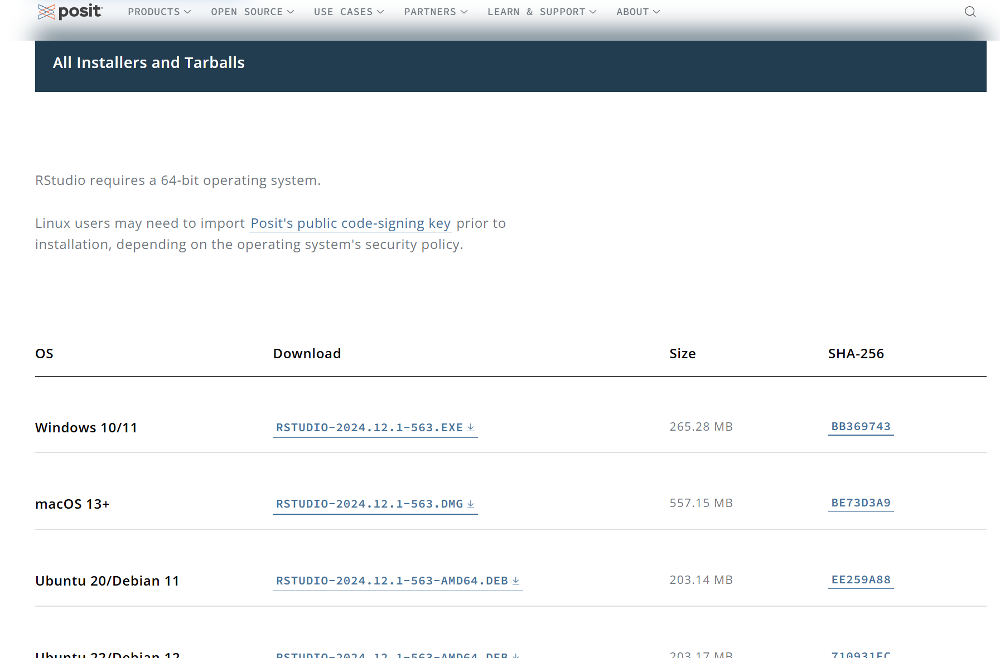 posit
PRODUCTS OPEN SOURCE USE CASES PARTNERS LEARN & SUPPORT ABOUT
All Installers and Tarballs
RStudio requires a 64-bit operating system.
Linux users may need to import Posit's public code-signing key prior to
installation, depending on the operating system's security policy.
OS Download Size SHA-256
Windows 10/11 RSTUDIO-2024.12.1-563.EXE 265.28 MB BB369743
macOS 13+ RSTUDIO-2024.12.1-563.DMG 557.15 MB BE73D3A9
Ubuntu 20/Debian 11 RSTUDIO-2024.12.1-563-AMD64.DEB 203.14 MB EE259A88
Ubuntu 22/Debian 12 RSTUDIO-2024.12.1-563-AMD64.DEB 203.17 MB 710931EC